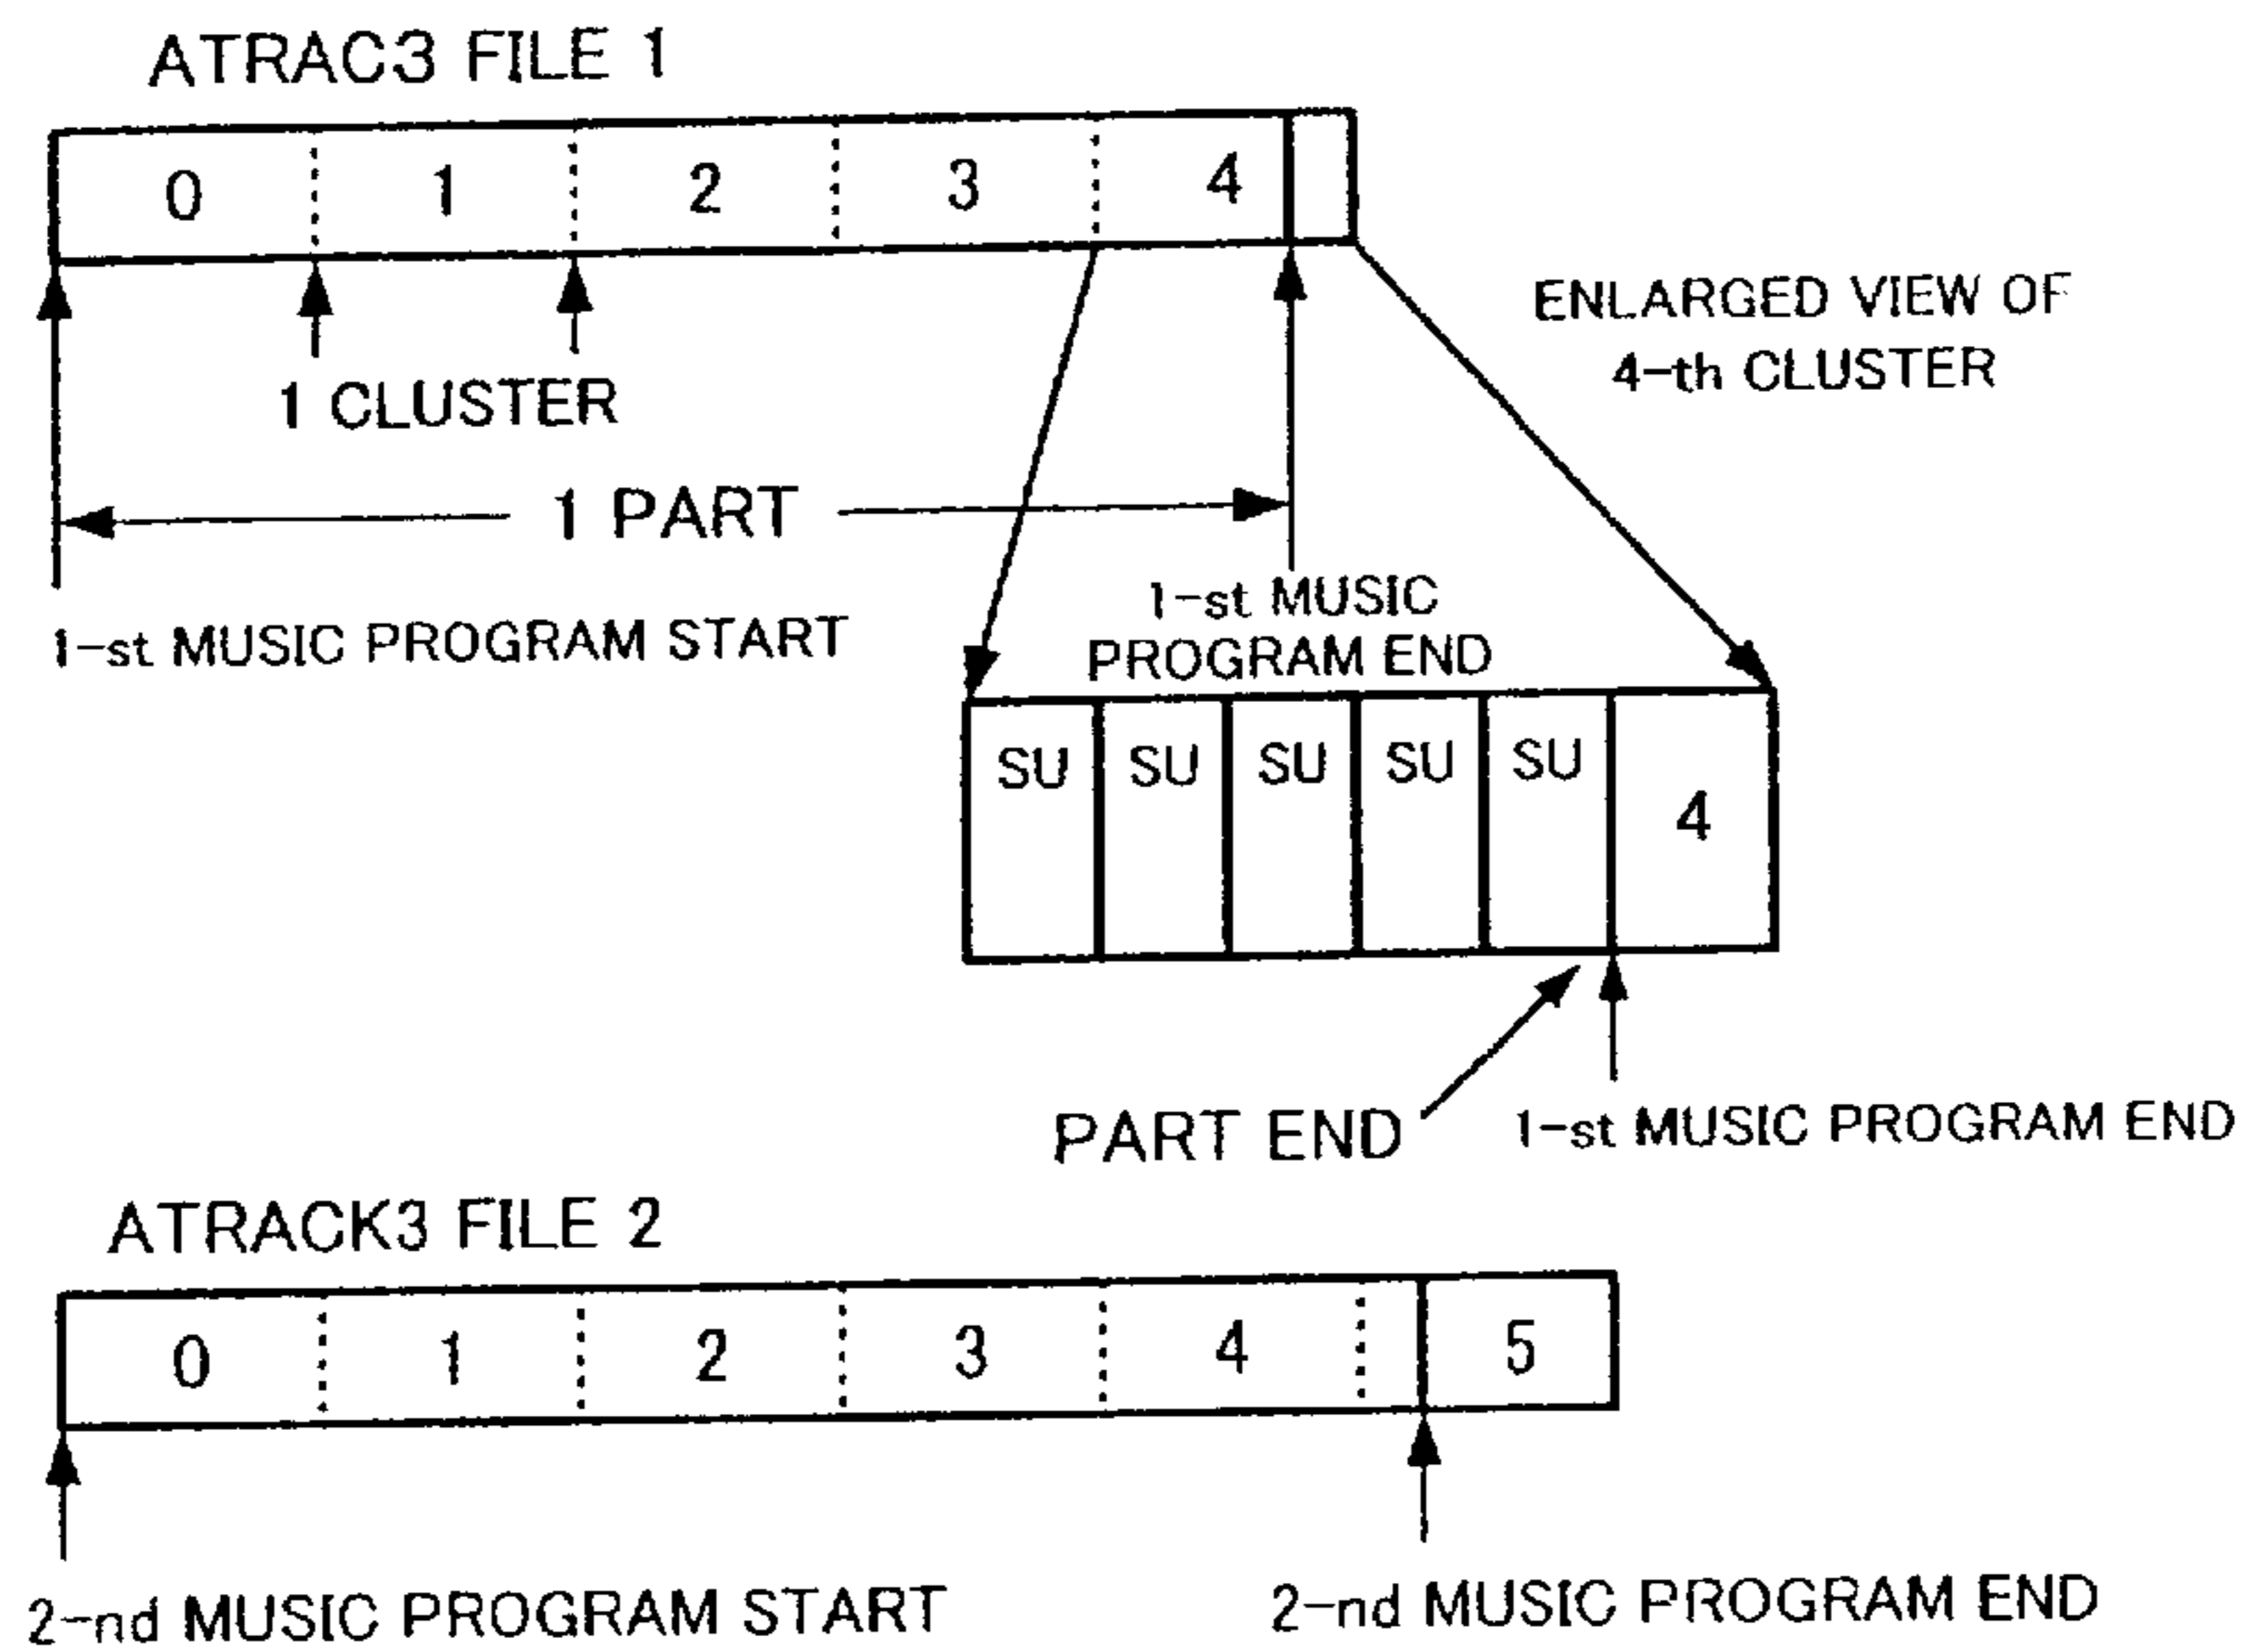 ATRAC3 FILE 1
0 1 2 3 4
ENLARGED VIEW OF
4-th CLUSTER
1 CLUSTER
1 PART
1-st MUSIC
PROGRAM END
1-st MUSIC PROGRAM START
SU SU SU SU SU 4
PART END
1-st MUSIC PROGRAM END
ATRACK3 FILE 2
0 1 2 3 4 5
2-nd MUSIC PROGRAM START
2-nd MUSIC PROGRAM END